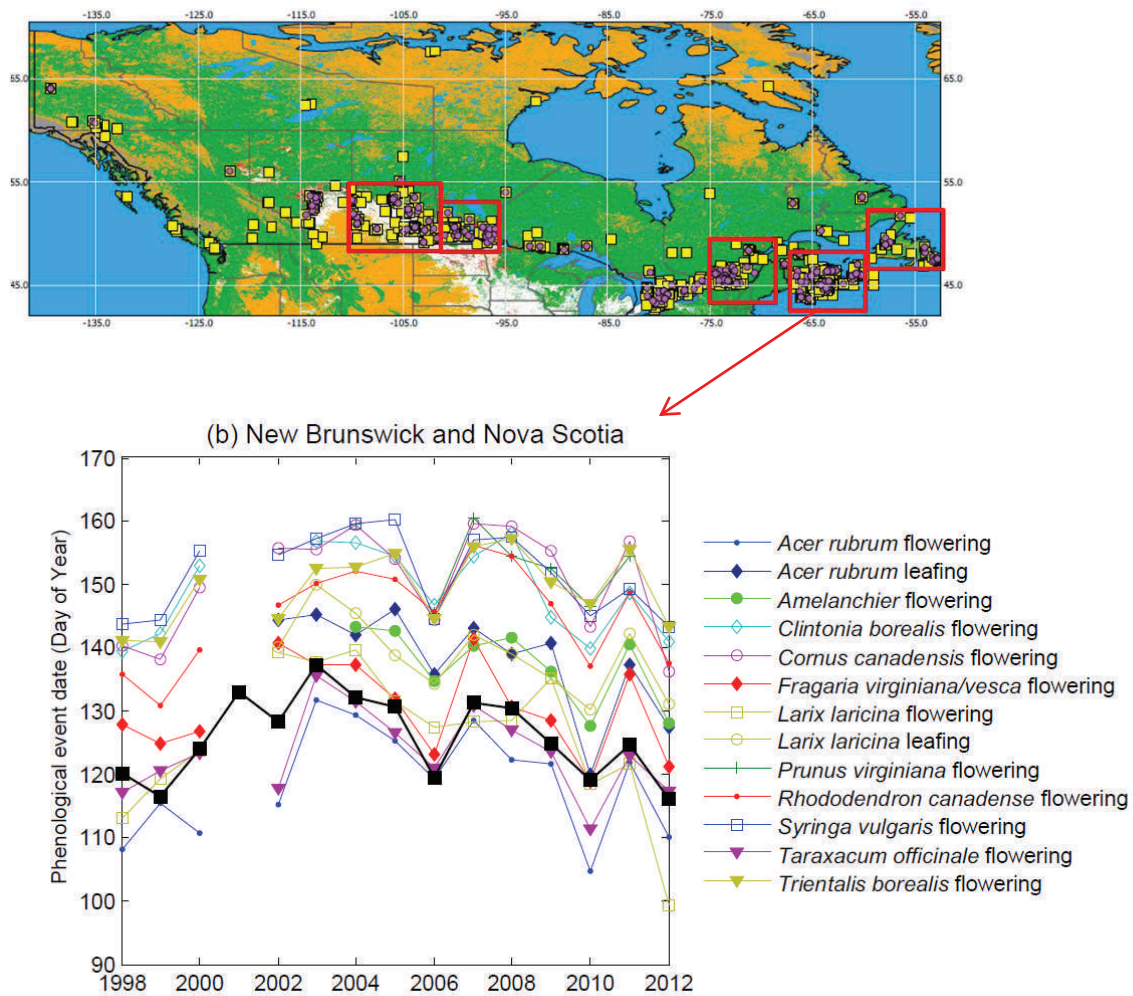 -135.0 -125.0 -115.0 -105.0 -95.0 -85.0 -75.0 -65.0 -55.0
55.0 65.0
55.0 55.0
45.0 45.0
-135.0 -125.0 -115.0 -105.0 -95.0 -85.0 -75.0 -65.0 -55.0
(b) New Brunswick and Nova Scotia
Phenological event date (Day of Year)
170
160
150
140
130
120
110
100
90
1998 2000 2002 2004 2006 2008 2010 2012
Acer rubrum flowering
Acer rubrum leafing
Amelanchier flowering
Clintonia borealis flowering
Cornus canadensis flowering
Fragaria virginiana/vesca flowering
Larix laricina flowering
Larix laricina leafing
Prunus virginiana flowering
Rhododendron canadense flowering
Syringa vulgaris flowering
Taraxacum officinale flowering
Trientalis borealis flowering